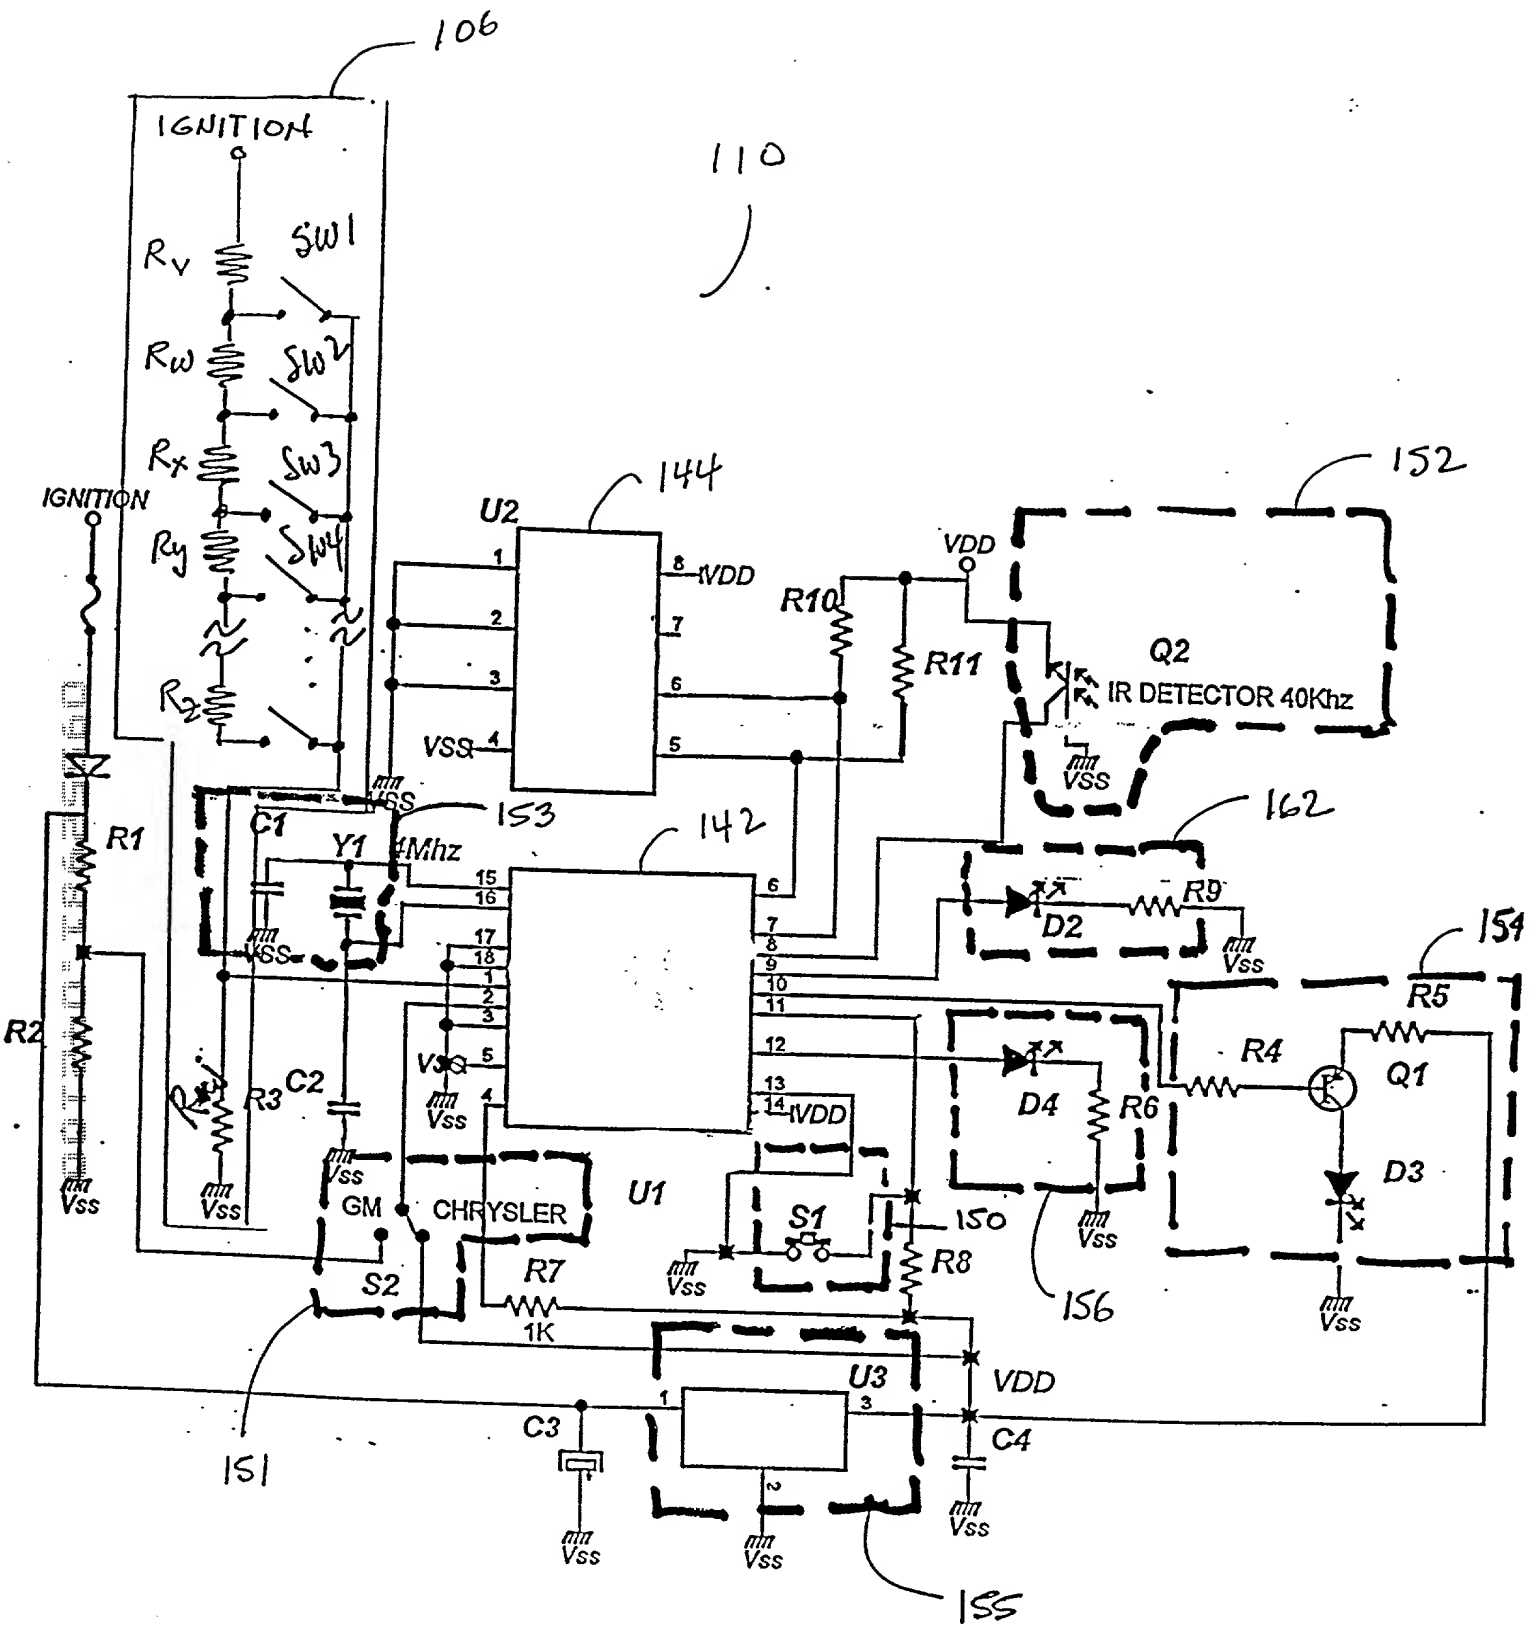 106
IGNITION
110
SW1
Rv
SW2
Rw
SW3
Rx
152
144
IGNITION
U2
SW4
Ry
1
8
VDD
VDD
2
7
R10
R11
Q2
3
6
IR DETECTOR 40Khz
Rz
VSS
4
5
VSS
VSS
153
142
162
C1
R1
Y1
4Mhz
15
16
6
R9
D2
7
8
VSS
17
18
1
2
3
9
10
11
Vss
154
R5
R2
R4
Q1
5
12
C2
R3
D4
R6
4
13
14
VDD
Vss
D3
Vss
Vss
Vss
GM
CHRYSLER
U1
S1
150
Vss
Vss
S2
R7
R8
156
1K
Vss
U3
VDD
1
3
C3
C4
151
2
Vss
Vss
Vss
155